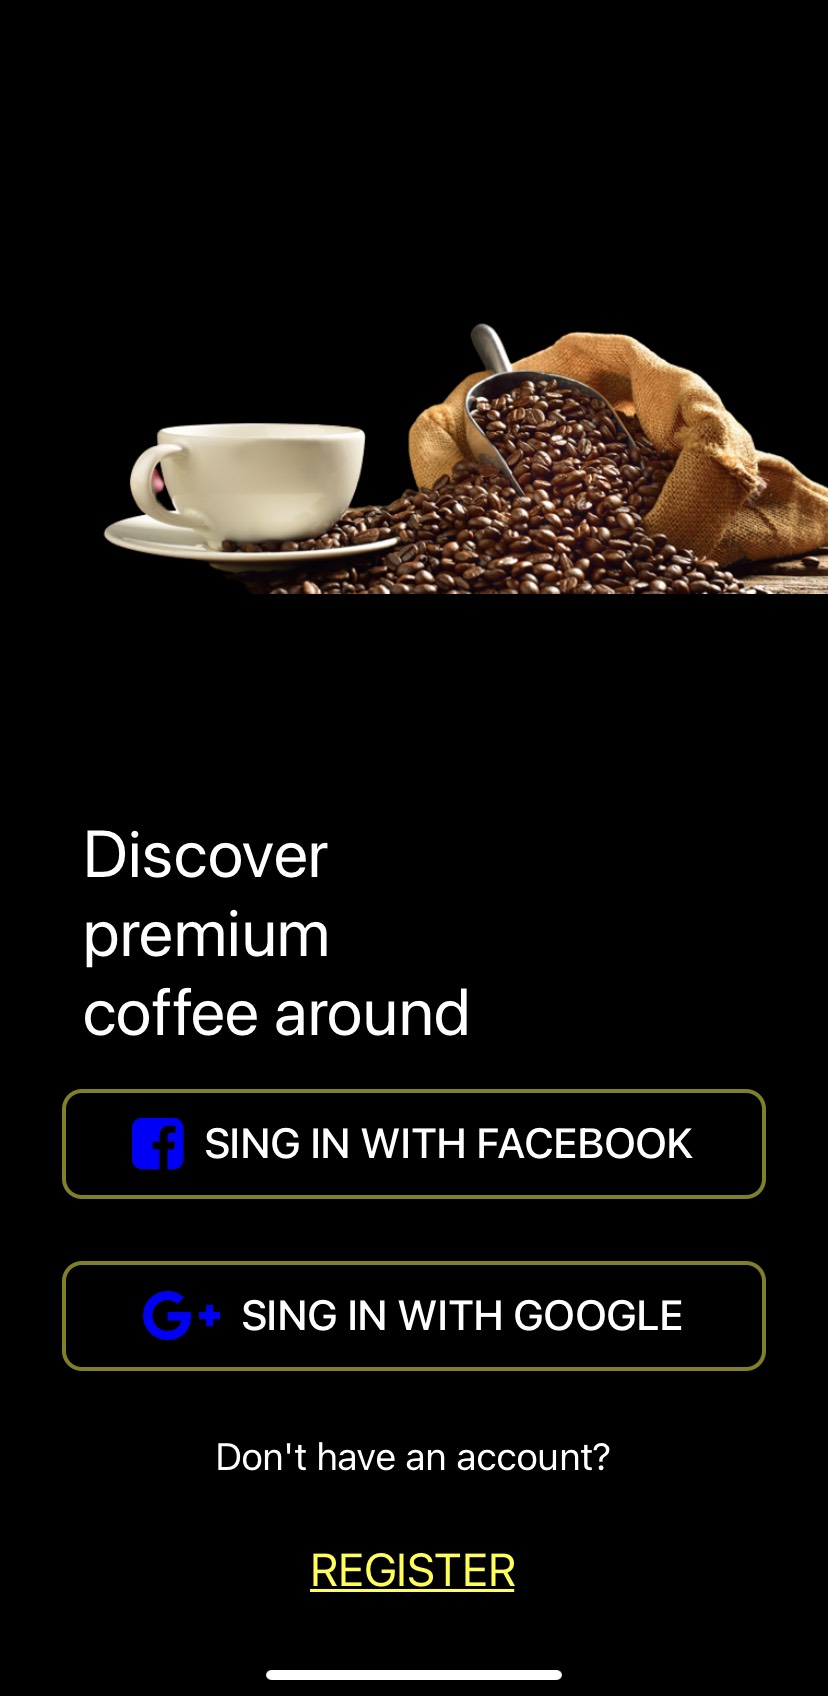 Discover
premium
coffee around
SING IN WITH FACEBOOK
G+ SING IN WITH GOOGLE
Don't have an account?
REGISTER